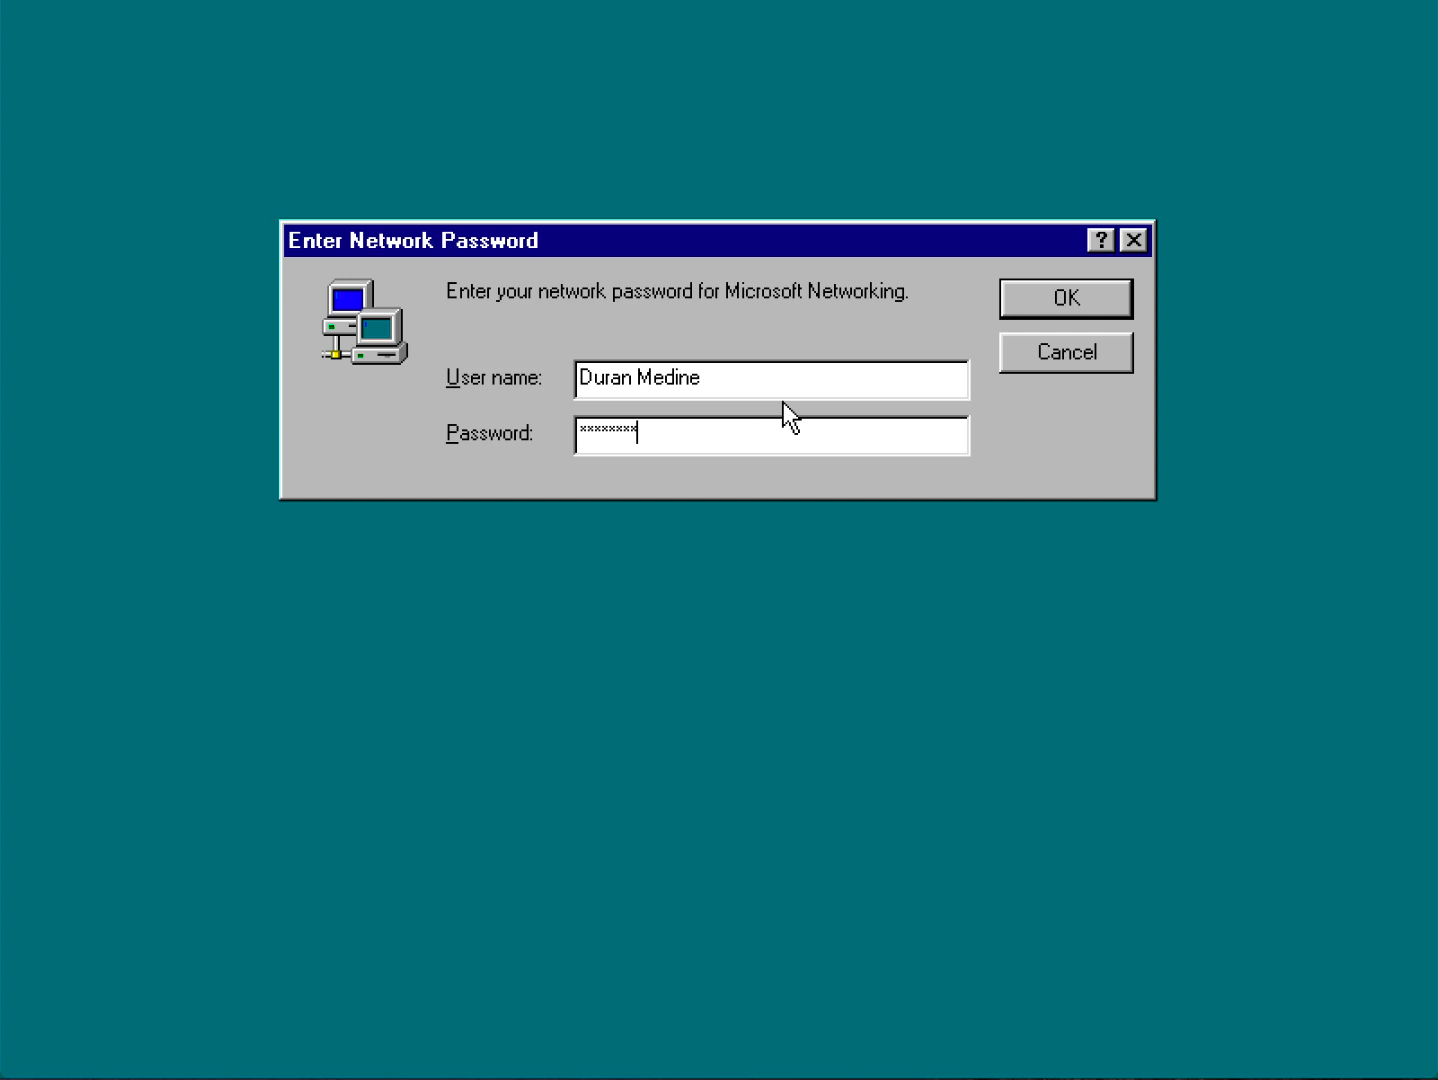 Enter Network Password
Enter your network password for Microsoft Networking.
OK
Cancel
User name: Duran Medine
Password: ********